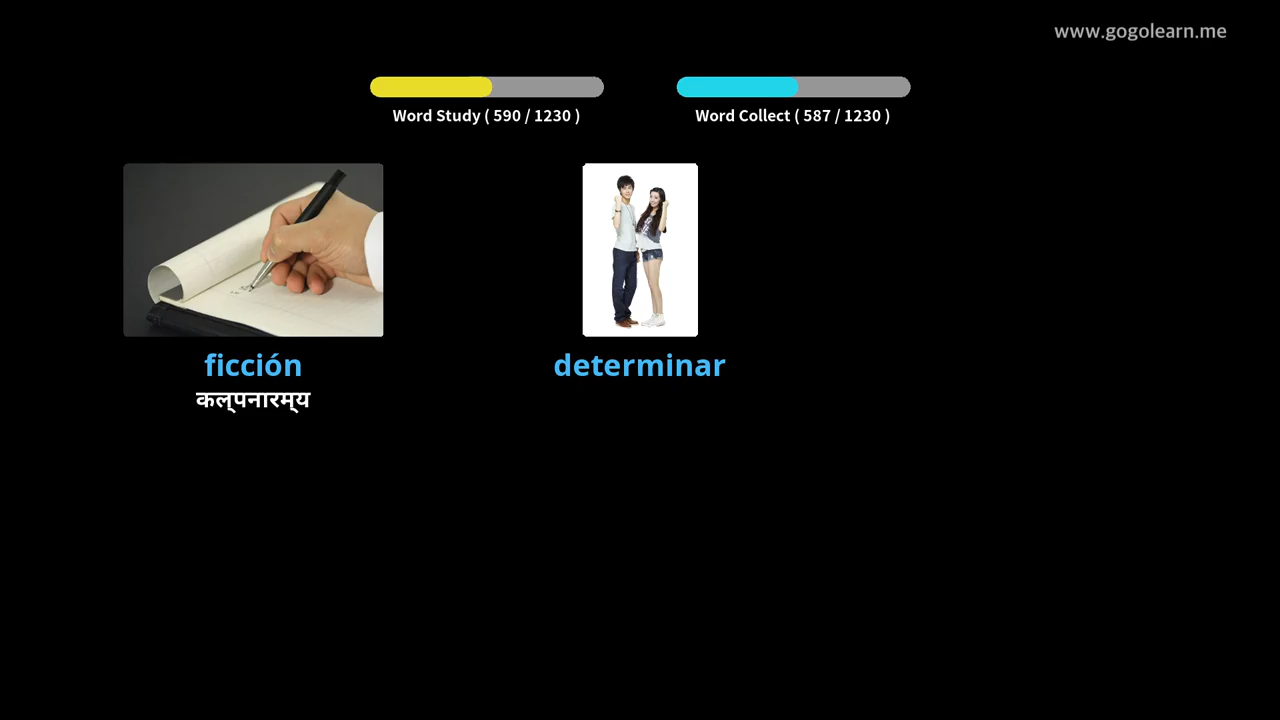 www.gogolearn.me
Word Study ( 590 / 1230 )
Word Collect ( 587 / 1230 )
ficción
कल्पनारम्य
determinar